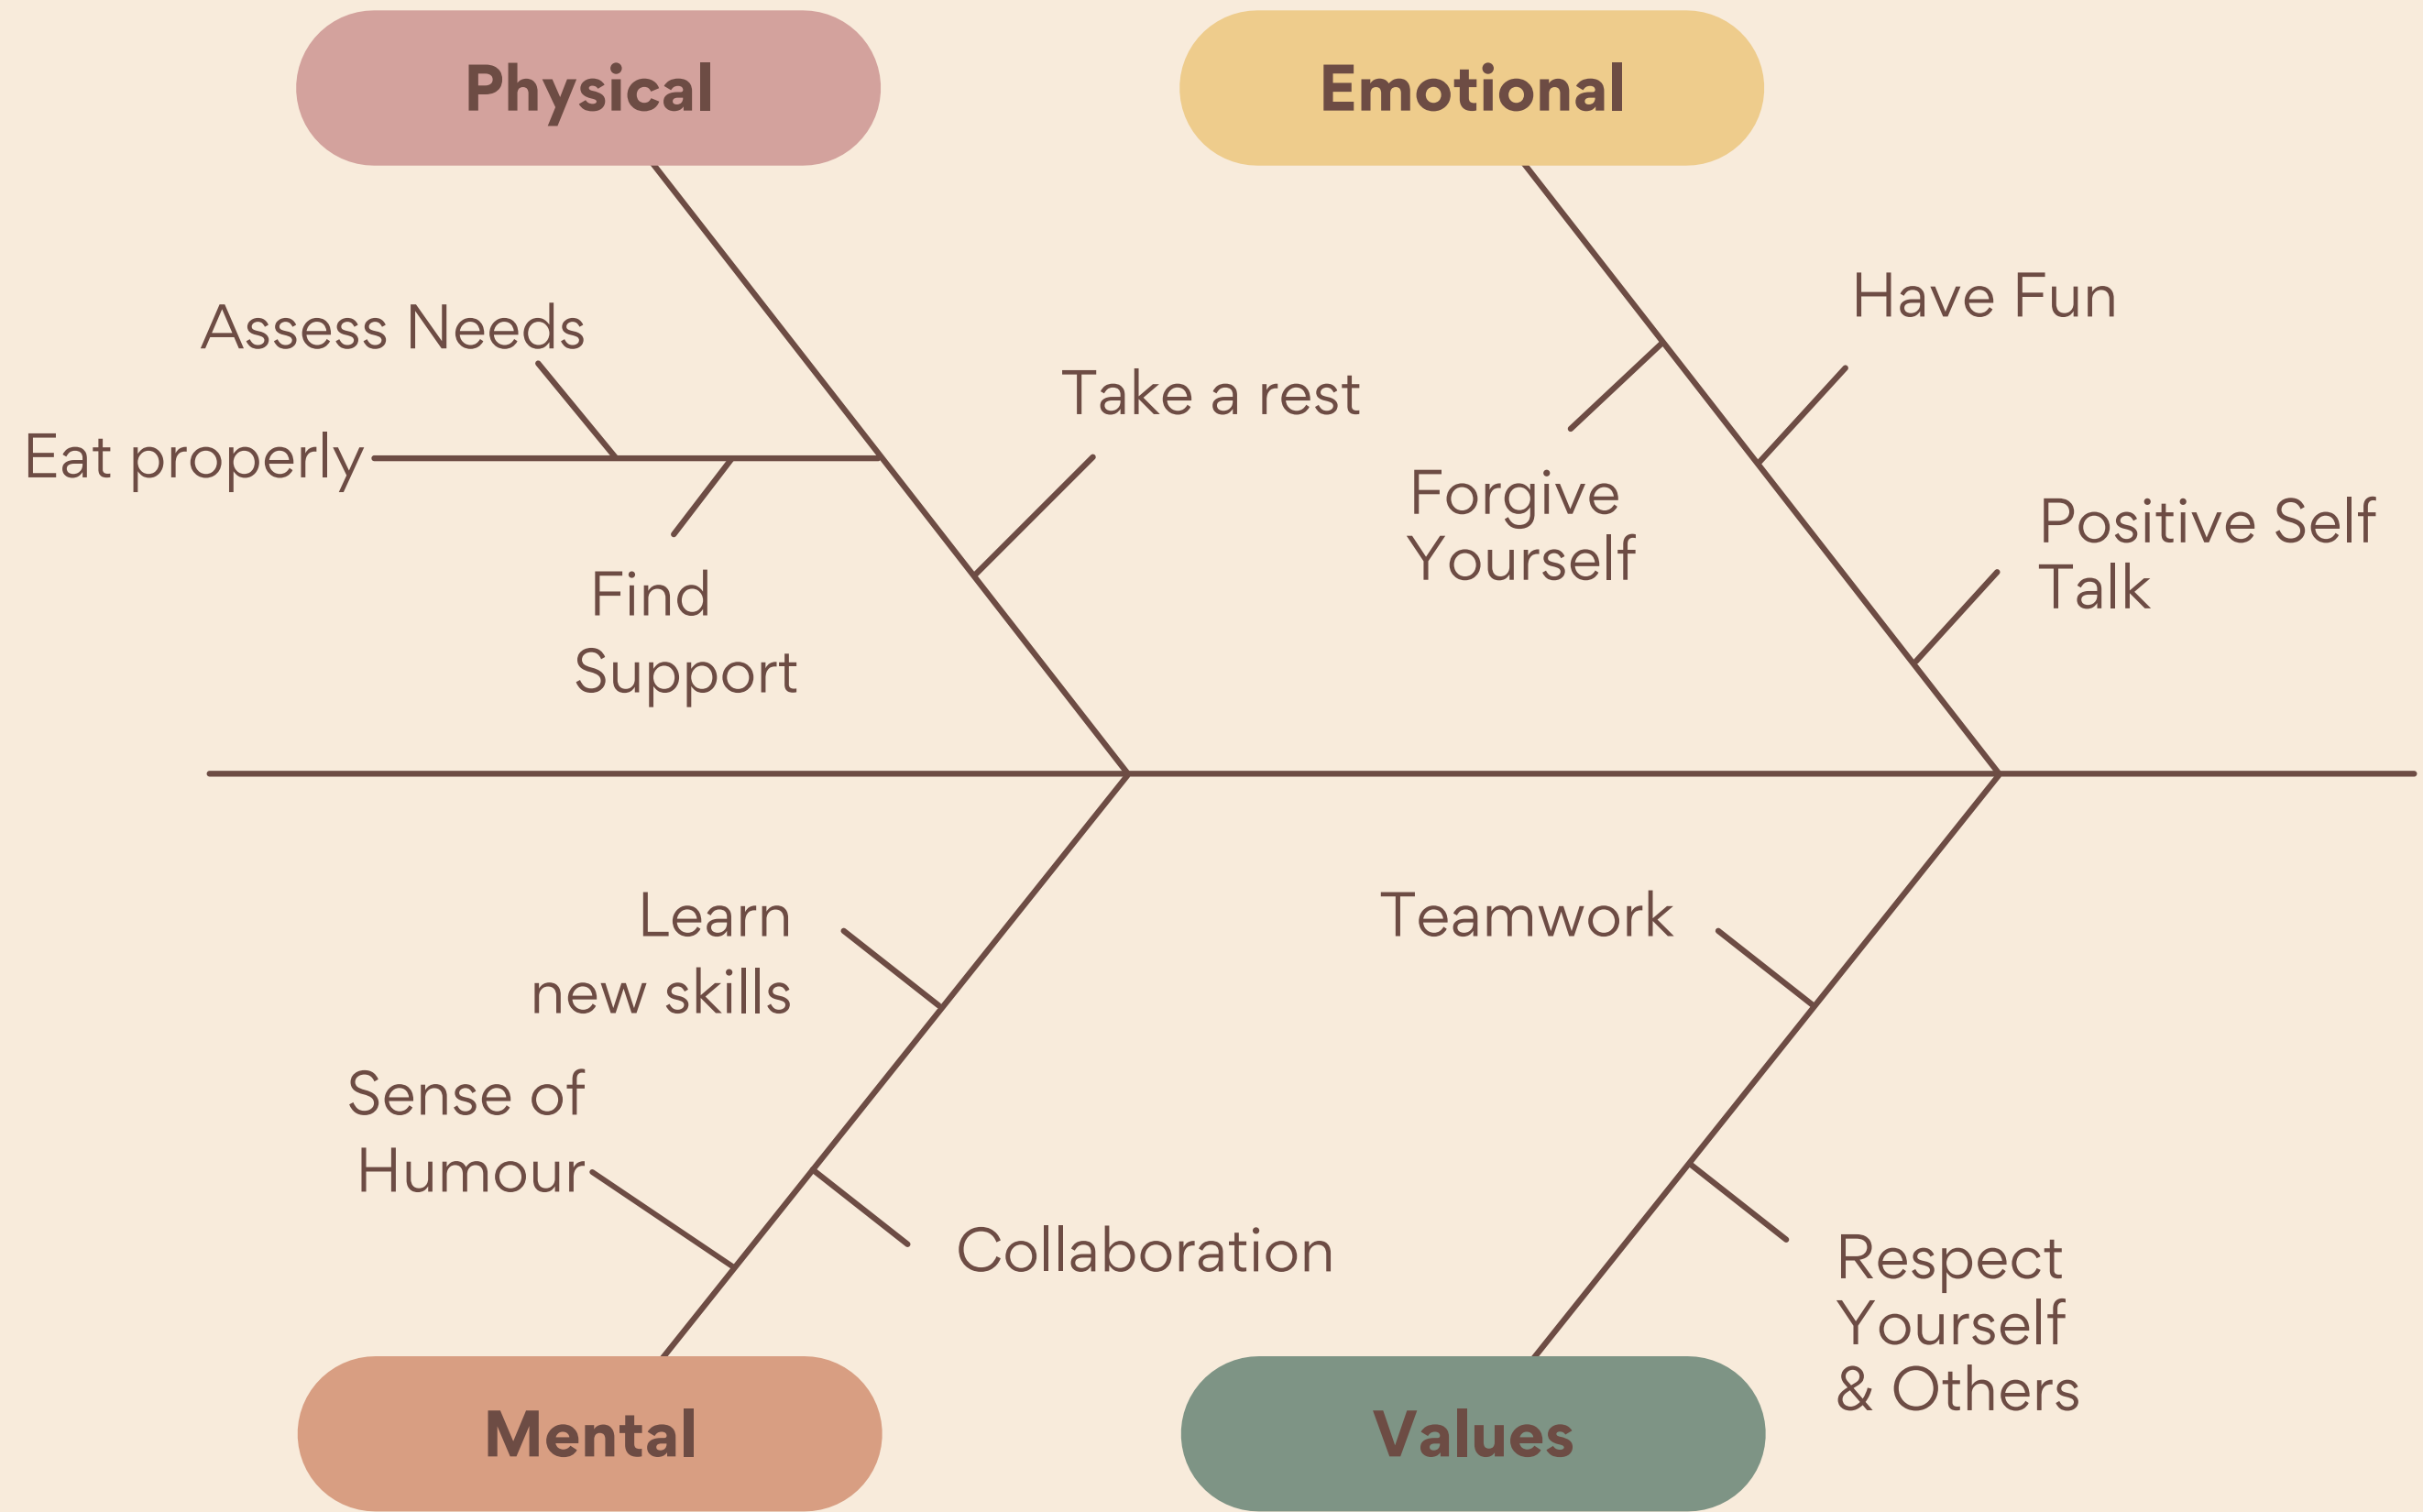 Physical
Emotional
Have Fun
Assess Needs
Take a rest
Eat properly
Forgive
Yourself
Positive Self
Talk
Find
Support
Learn
new skills
Teamwork
Sense of
Humour
Collaboration
Respect
Yourself
& Others
Mental
Values